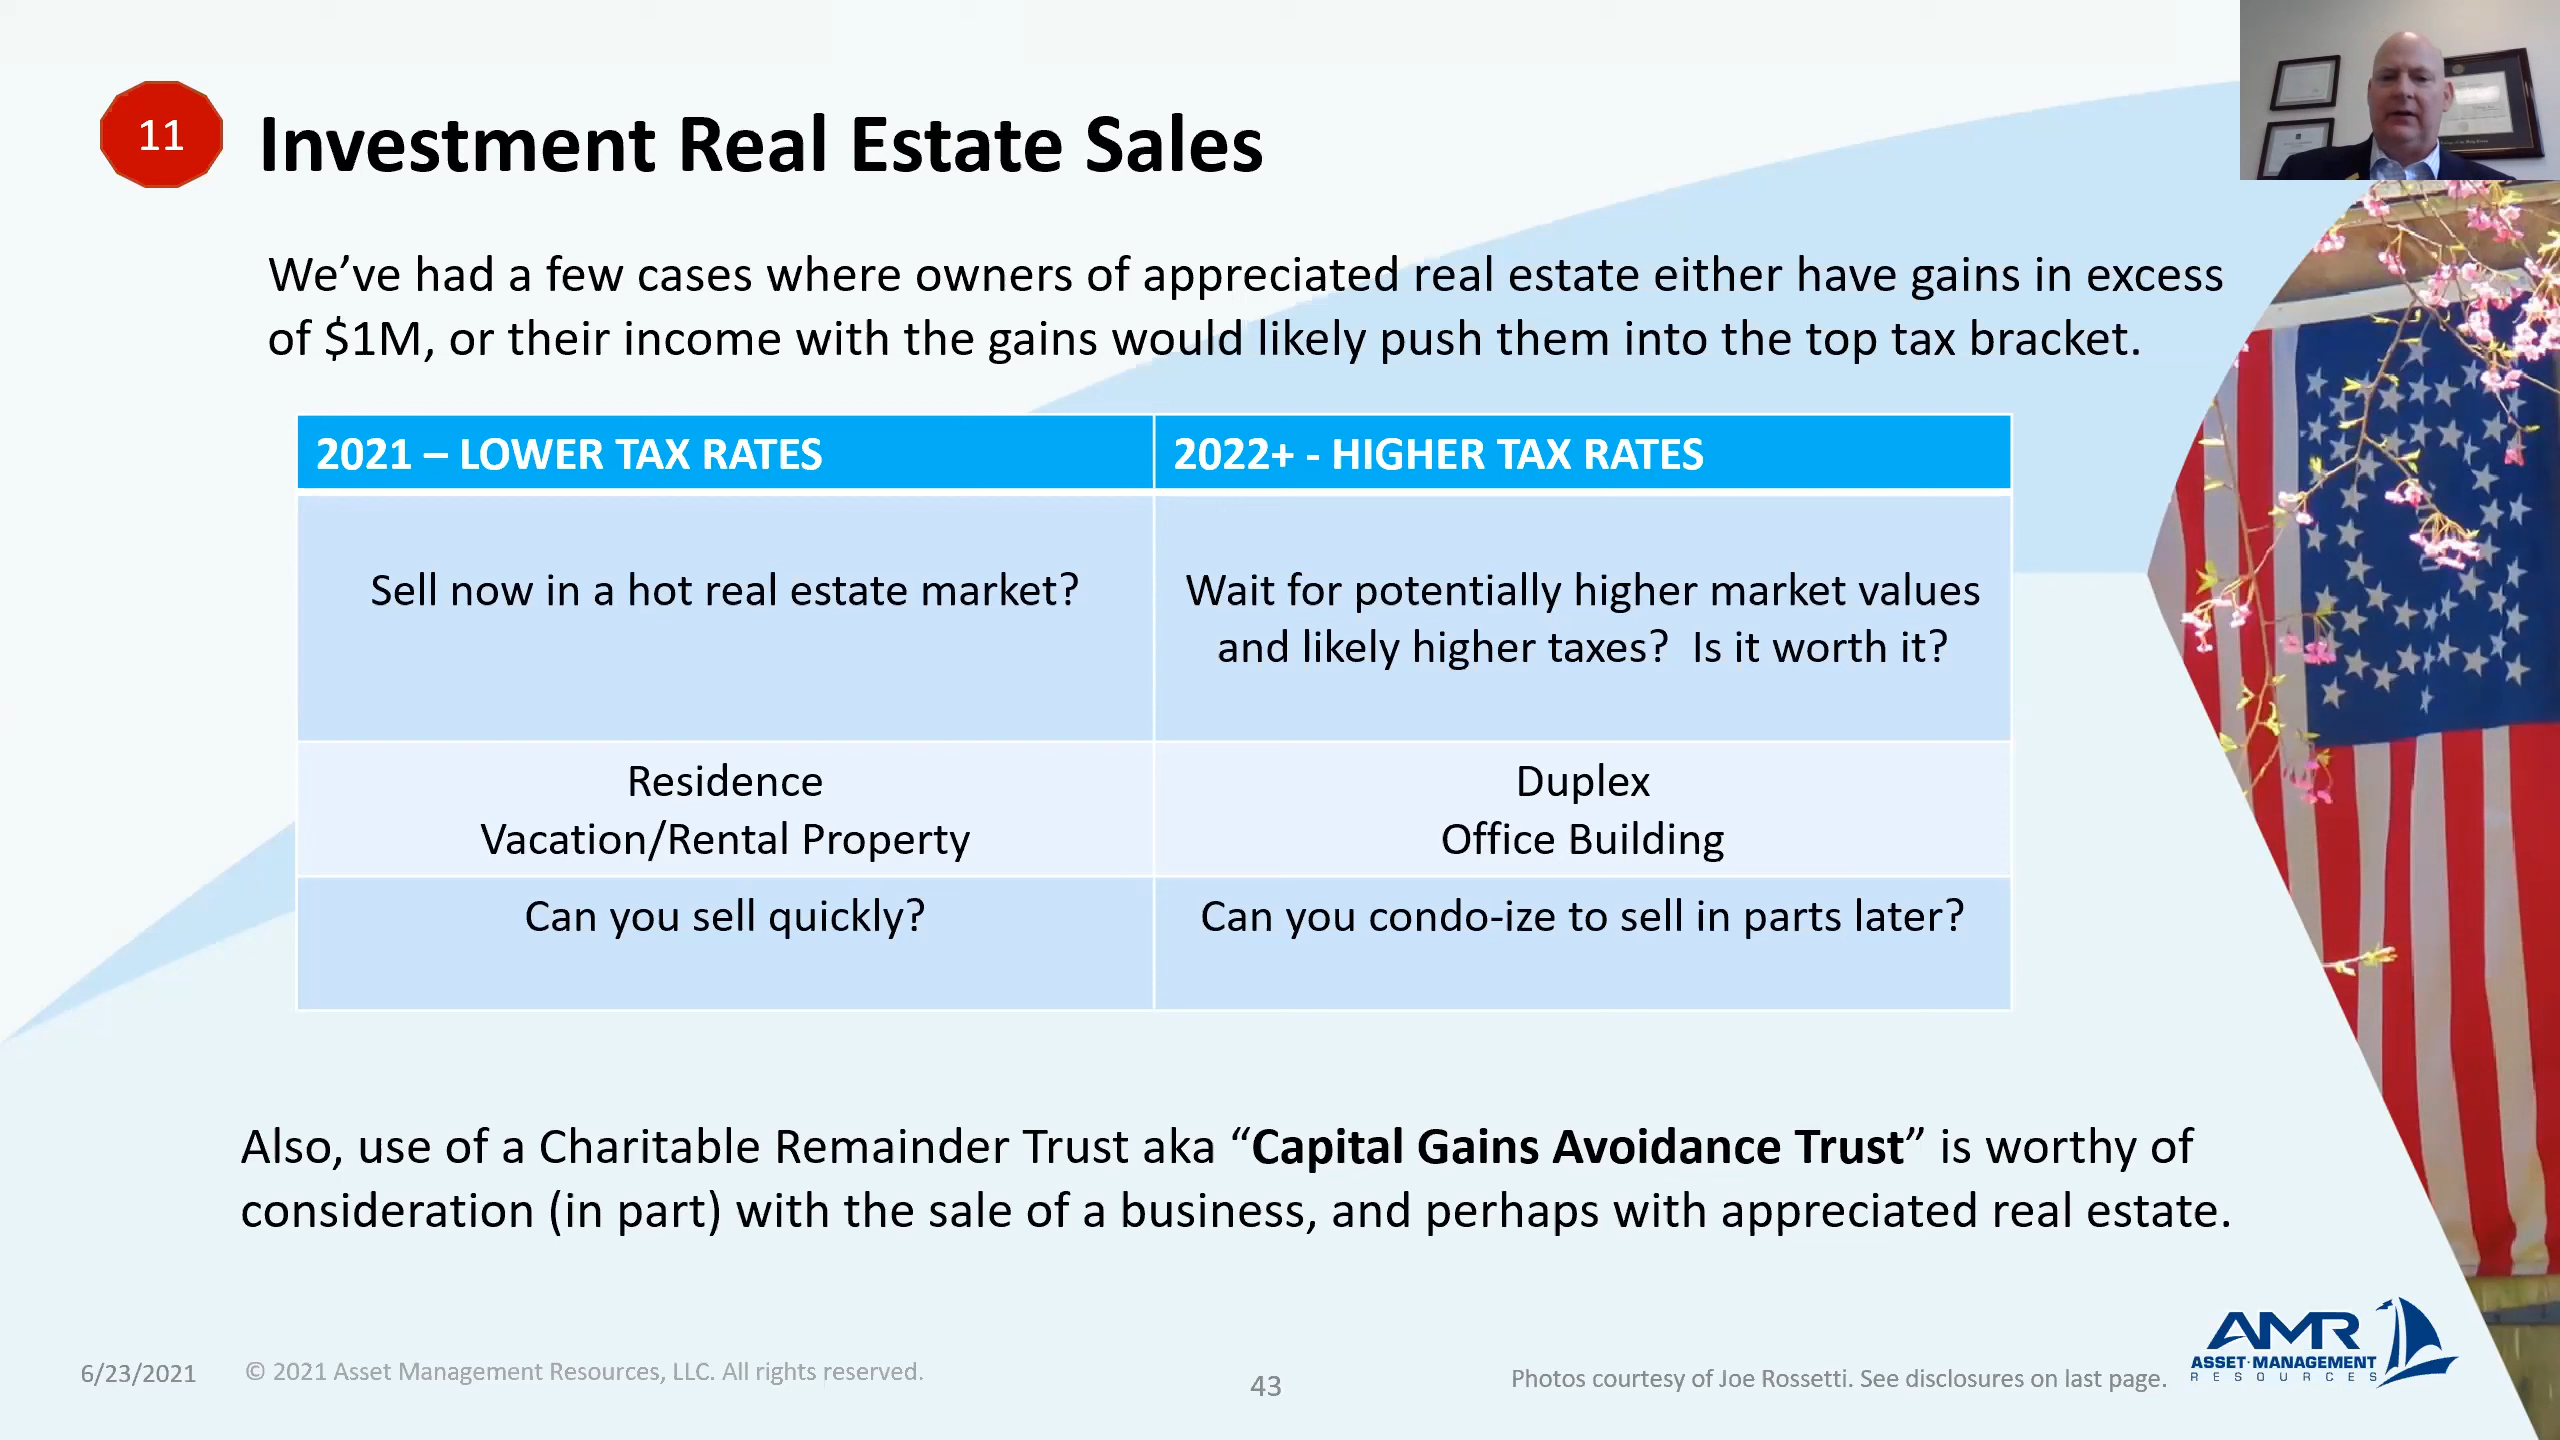 11
Investment Real Estate Sales
We’ve had a few cases where owners of appreciated real estate either have gains in excess
of $1M, or their income with the gains would likely push them into the top tax bracket.
2021 – LOWER TAX RATES
2022+ - HIGHER TAX RATES
Sell now in a hot real estate market?
Wait for potentially higher market values
and likely higher taxes?  Is it worth it?
Residence
Vacation/Rental Property
Duplex
Office Building
Can you sell quickly?
Can you condo-ize to sell in parts later?
Also, use of a Charitable Remainder Trust aka “Capital Gains Avoidance Trust” is worthy of
consideration (in part) with the sale of a business, and perhaps with appreciated real estate.
6/23/2021
© 2021 Asset Management Resources, LLC. All rights reserved.
43
Photos courtesy of Joe Rossetti. See disclosures on last page.
AMR
ASSET·MANAGEMENT
RESOURCES